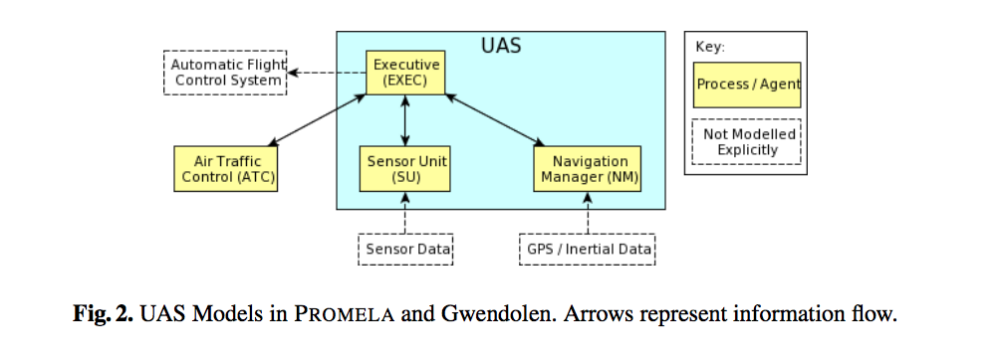 UAS
Key:
Automatic Flight
Control System
Executive
(EXEC)
Process / Agent
Not Modelled
Explicitly
Air Traffic
Control (ATC)
Sensor Unit
(SU)
Navigation
Manager (NM)
Sensor Data
GPS / Inertial Data
Fig. 2. UAS Models in PROMELA and Gwendolen. Arrows represent information flow.